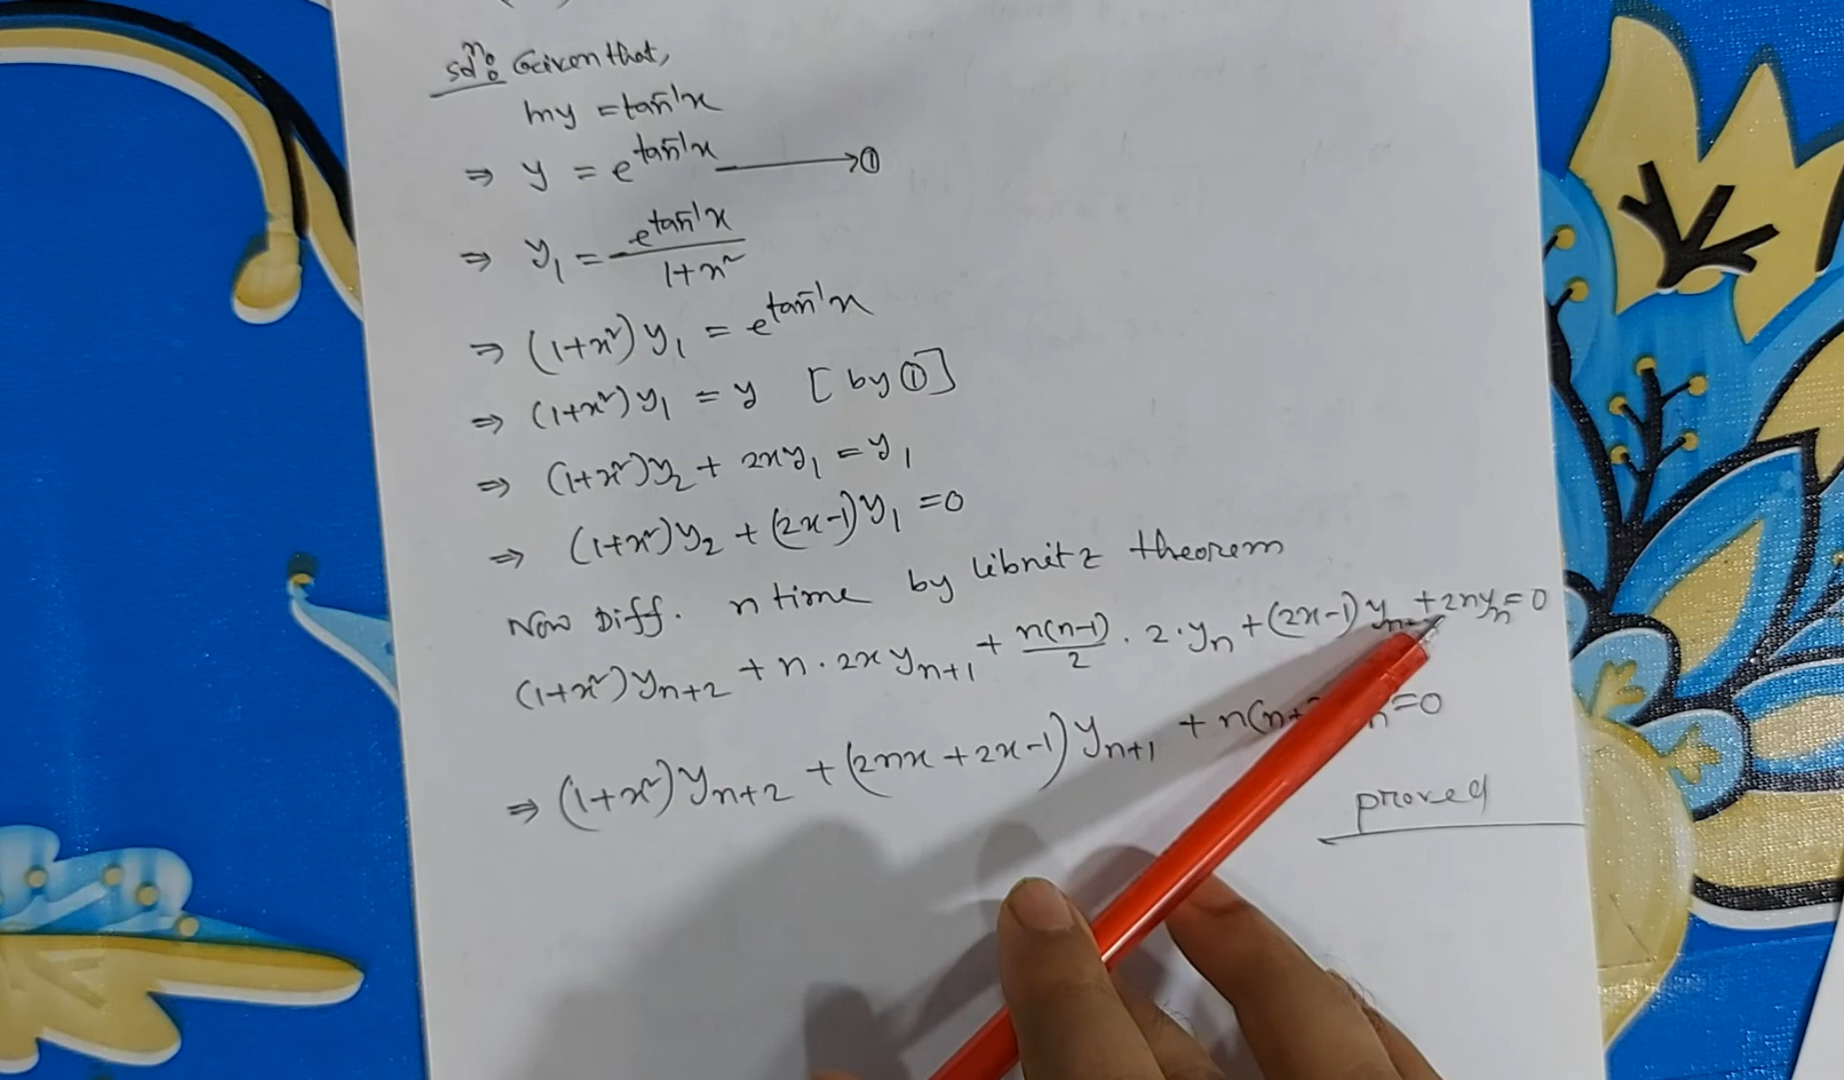 Solⁿ: Given that,
lny = tan⁻¹x
⇒ y = e^{tan⁻¹x} ⟶ ①
⇒ y₁ = e^{tan⁻¹x} / (1+x²)
⇒ (1+x²) y₁ = e^{tan⁻¹x}
⇒ (1+x²) y₁ = y [by ①]
⇒ (1+x²)y₂ + 2xy₁ = y₁
⇒ (1+x²)y₂ + (2x-1)y₁ = 0
Now Diff. n time by libnitz theorem
(1+x²)yₙ₊₂ + n · 2x yₙ₊₁ + n(n-1)/2 · 2 · yₙ + (2x-1)yₙ + 2nyₙ = 0
⇒ (1+x²)yₙ₊₂ + (2nx + 2x-1)yₙ₊₁ + n(n+ ₙ = 0
proved